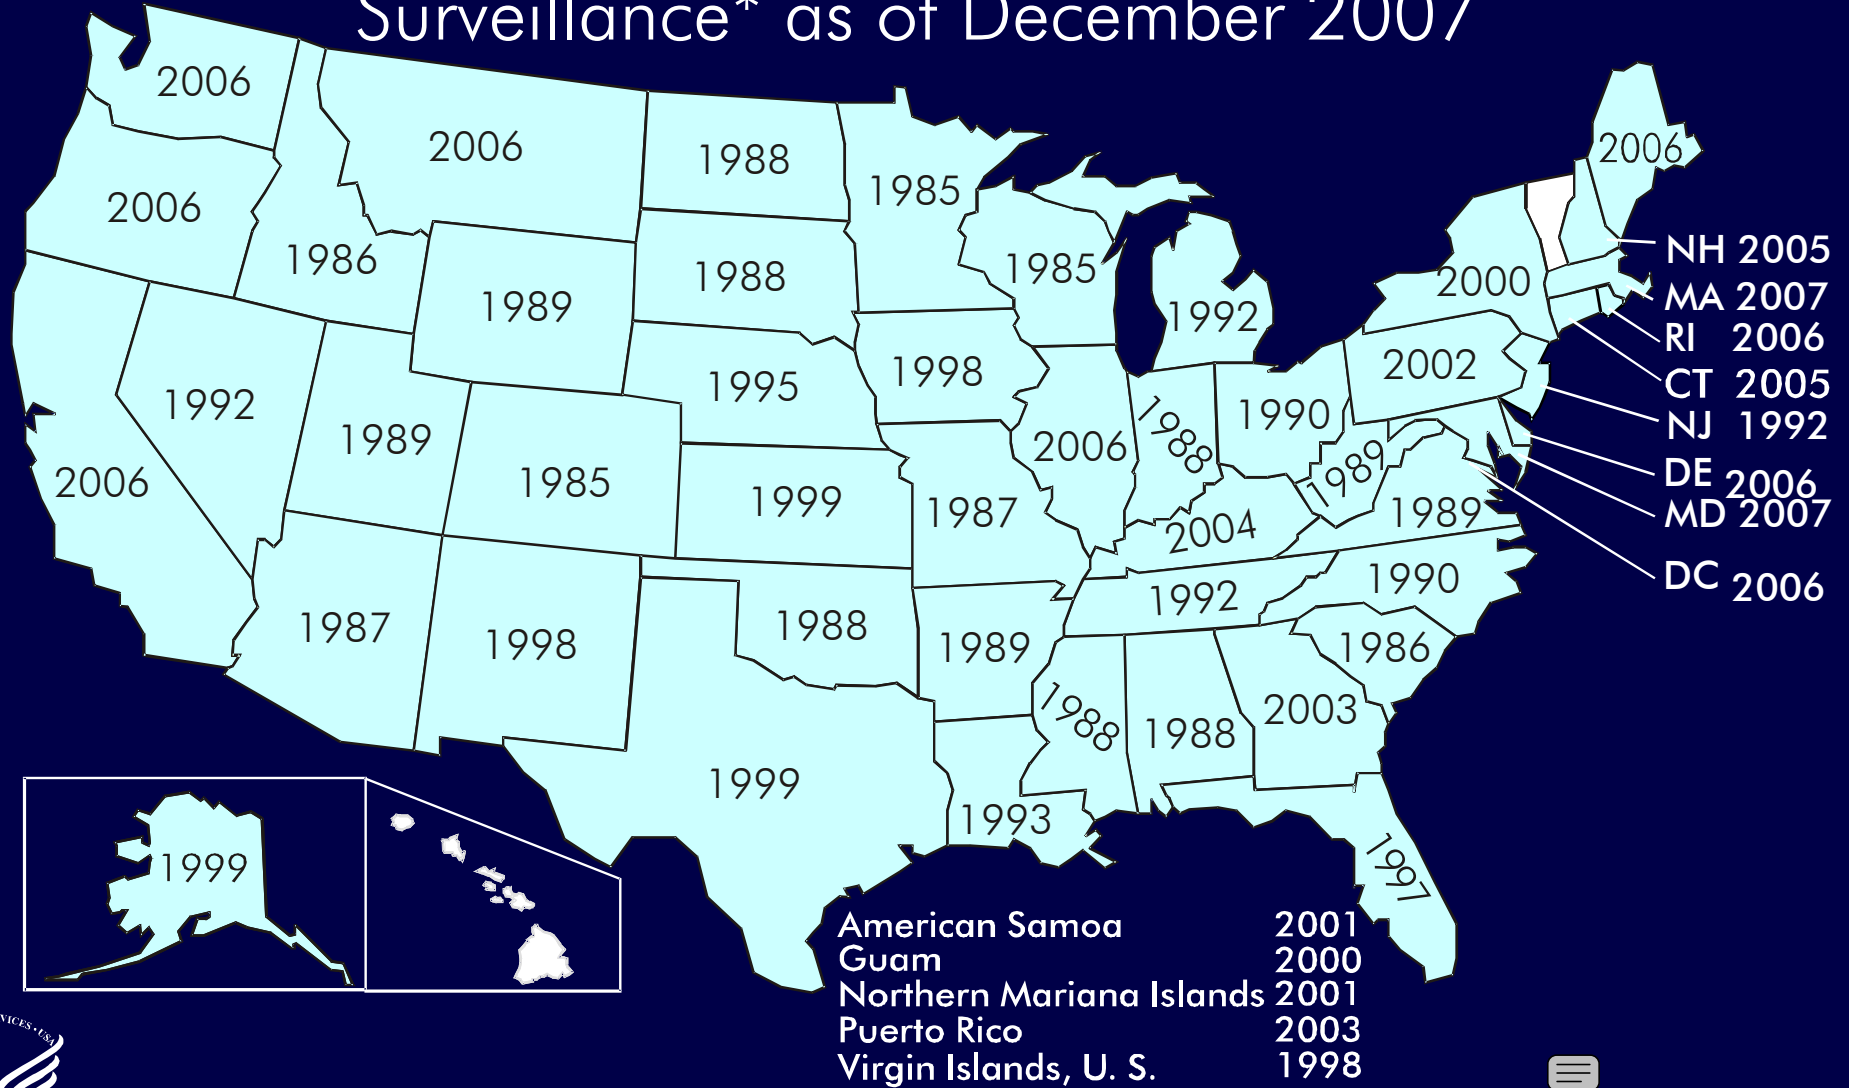 Surveillance* as of December 2007
2006
2006
1988
1985
2006
2006
1986
1989
1988
1985
1992
2000
NH 2005
MA 2007
RI 2006
CT 2005
NJ 1992
DE 2006
MD 2007
DC 2006
1992
1989
1995
1998
2002
1990
1988
2006
1989
2006
1985
1999
1987
2004
1989
1990
1992
1987
1998
1988
1989
1986
1988
1988
2003
1999
1993
1997
1999
American Samoa 2001
Guam 2000
Northern Mariana Islands 2001
Puerto Rico 2003
Virgin Islands, U. S. 1998
VICES • USA